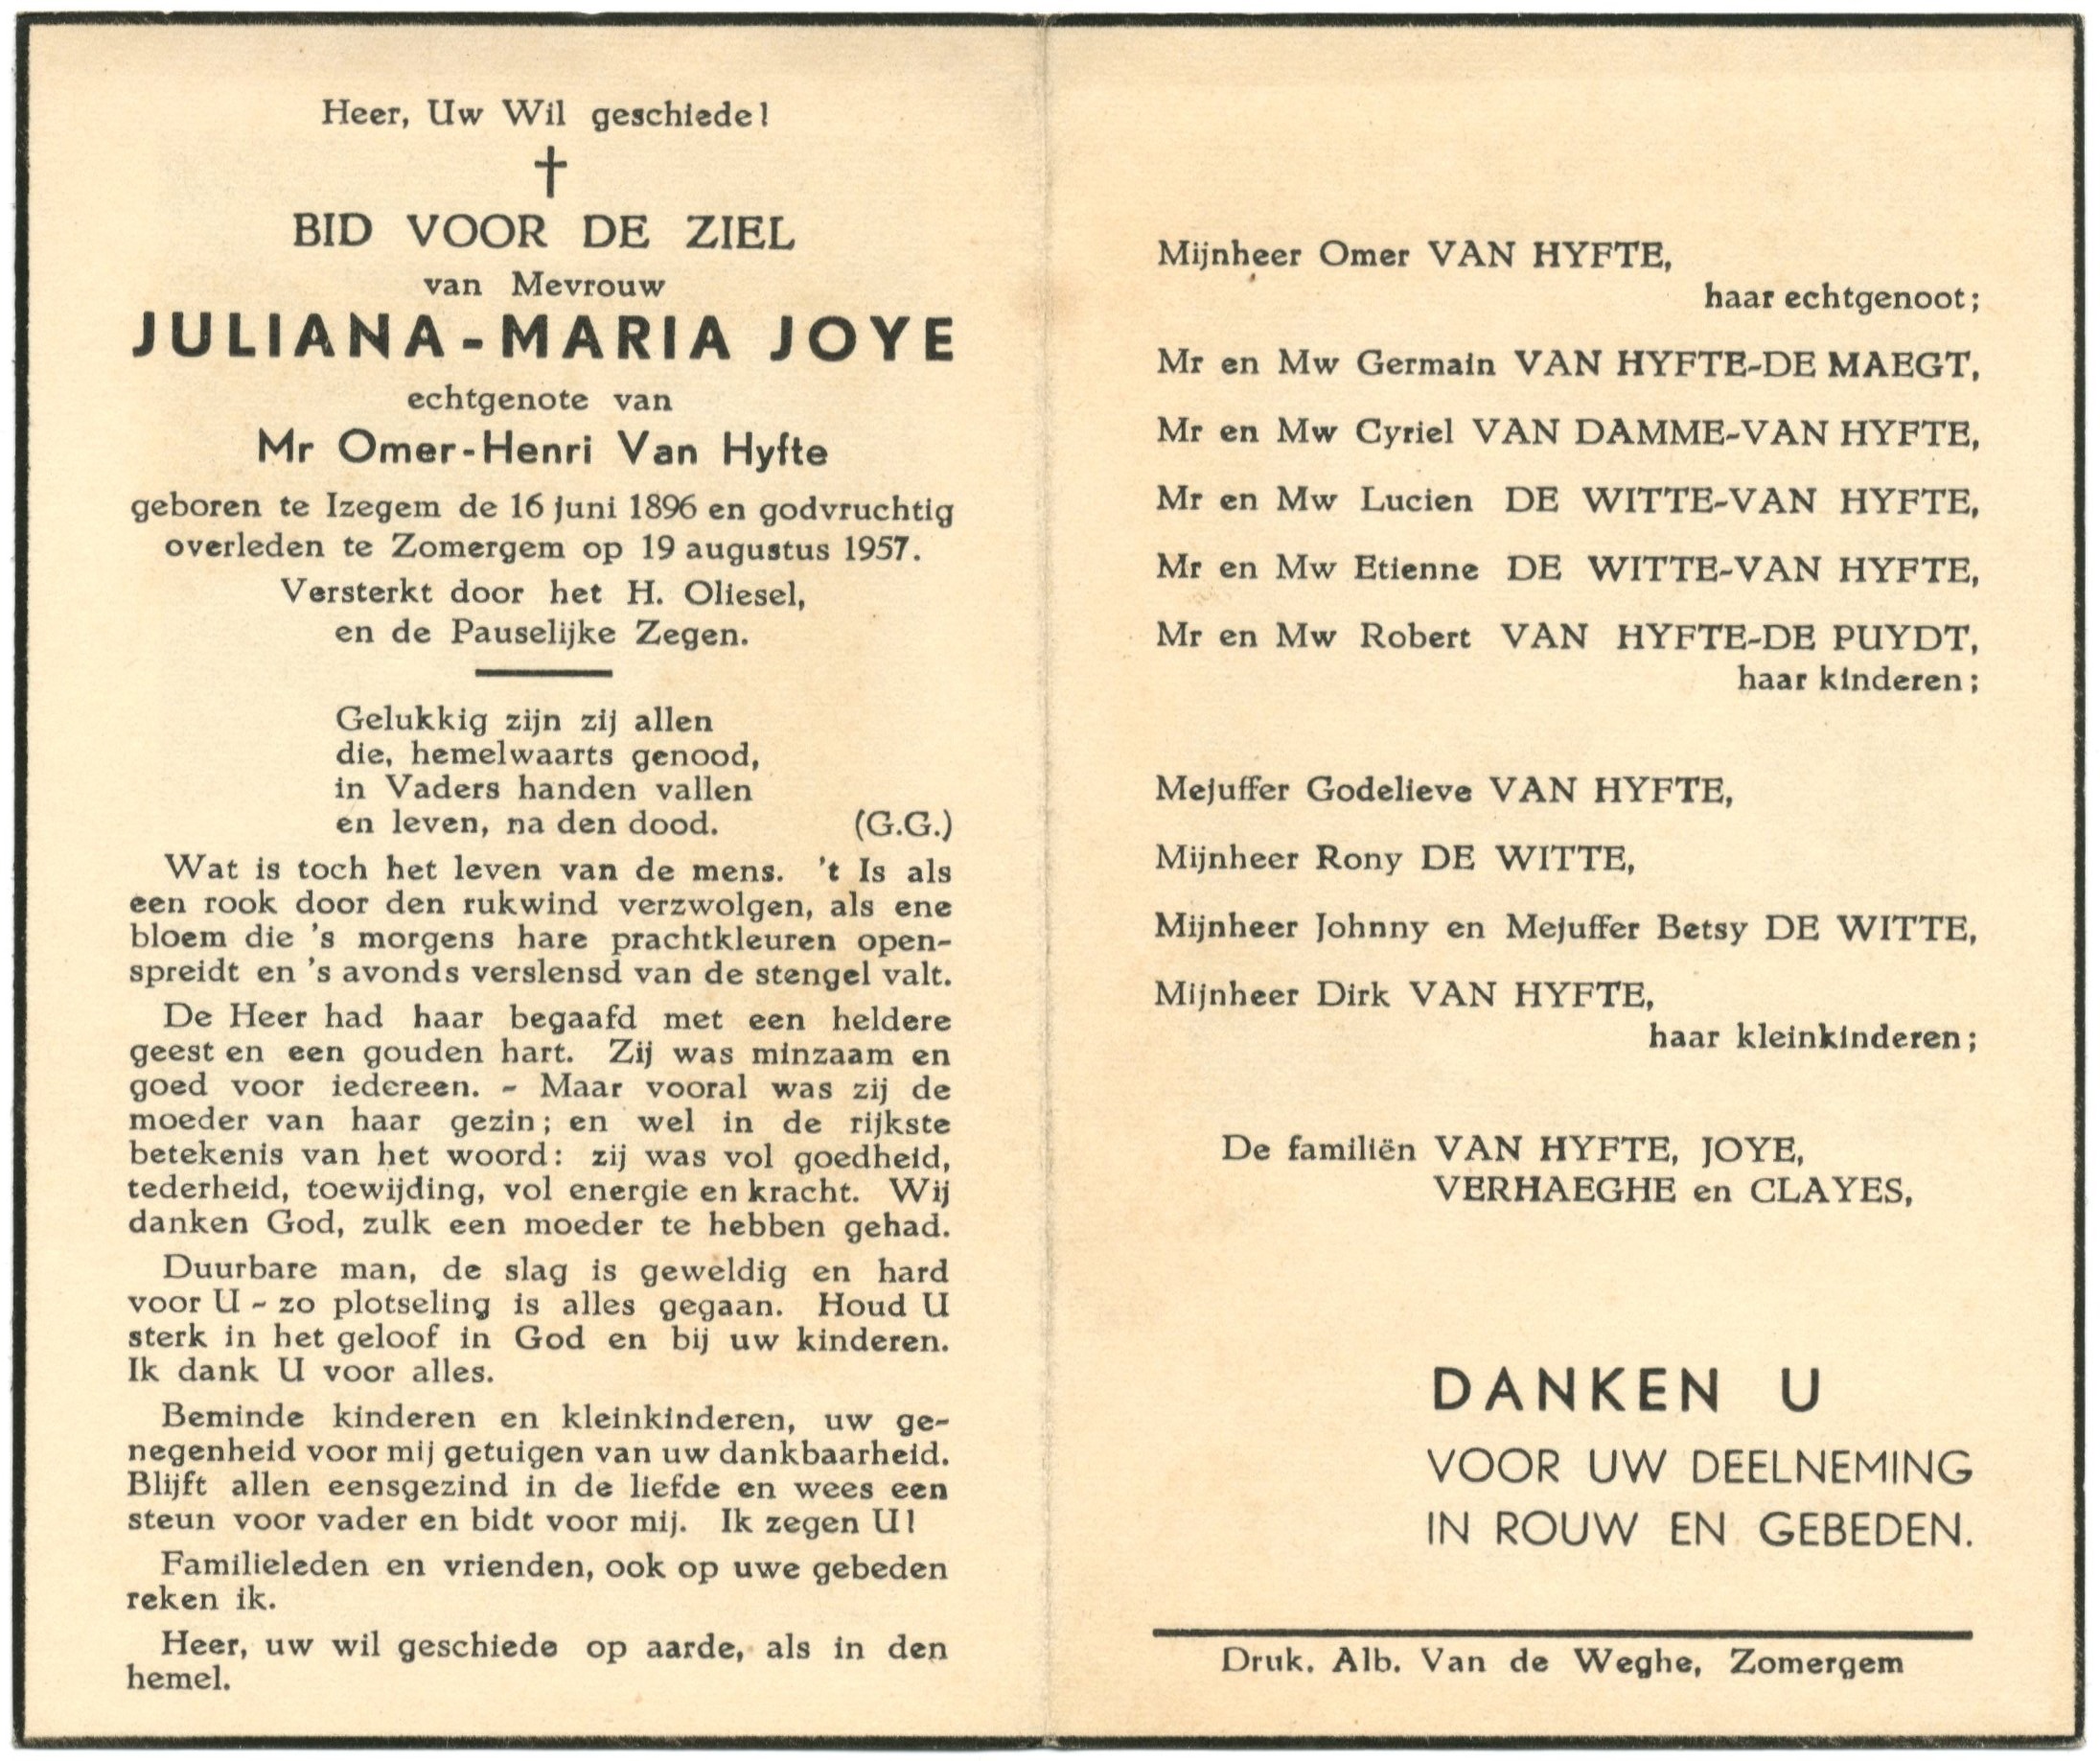 Heer, Uw Wil geschiede!
†
BID VOOR DE ZIEL
van Mevrouw
JULIANA-MARIA JOYE
echtgenote van
Mr Omer-Henri Van Hyfte
geboren te Izegem de 16 juni 1896 en godvruchtig
overleden te Zomergem op 19 augustus 1957.
Versterkt door het H. Oliesel,
en de Pauselijke Zegen.
Gelukkig zijn zij allen
die, hemelwaarts genood,
in Vaders handen vallen
en leven, na den dood. (G.G.)
Wat is toch het leven van de mens. 't Is als
een rook door den rukwind verzwolgen, als ene
bloem die 's morgens hare prachtkleuren open-
spreidt en 's avonds verslensd van de stengel valt.
De Heer had haar begaafd met een heldere
geest en een gouden hart. Zij was minzaam en
goed voor iedereen. - Maar vooral was zij de
moeder van haar gezin; en wel in de rijkste
betekenis van het woord: zij was vol goedheid,
tederheid, toewijding, vol energie en kracht. Wij
danken God, zulk een moeder te hebben gehad.
Duurbare man, de slag is geweldig en hard
voor U - zo plotseling is alles gegaan. Houd U
sterk in het geloof in God en bij uw kinderen.
Ik dank U voor alles.
Beminde kinderen en kleinkinderen, uw ge-
negenheid voor mij getuigen van uw dankbaarheid.
Blijft allen eensgezind in de liefde en wees een
steun voor vader en bidt voor mij. Ik zegen U!
Familieleden en vrienden, ook op uwe gebeden
reken ik.
Heer, uw wil geschiede op aarde, als in den
hemel.
Mijnheer Omer VAN HYFTE,
haar echtgenoot;
Mr en Mw Germain VAN HYFTE-DE MAEGT,
Mr en Mw Cyriel VAN DAMME-VAN HYFTE,
Mr en Mw Lucien DE WITTE-VAN HYFTE,
Mr en Mw Etienne DE WITTE-VAN HYFTE,
Mr en Mw Robert VAN HYFTE-DE PUYDT,
haar kinderen;
Mejuffer Godelieve VAN HYFTE,
Mijnheer Rony DE WITTE,
Mijnheer Johnny en Mejuffer Betsy DE WITTE,
Mijnheer Dirk VAN HYFTE,
haar kleinkinderen;
De familiën VAN HYFTE, JOYE,
VERHAEGHE en CLAYES,
DANKEN U
VOOR UW DEELNEMING
IN ROUW EN GEBEDEN.
Druk. Alb. Van de Weghe, Zomergem